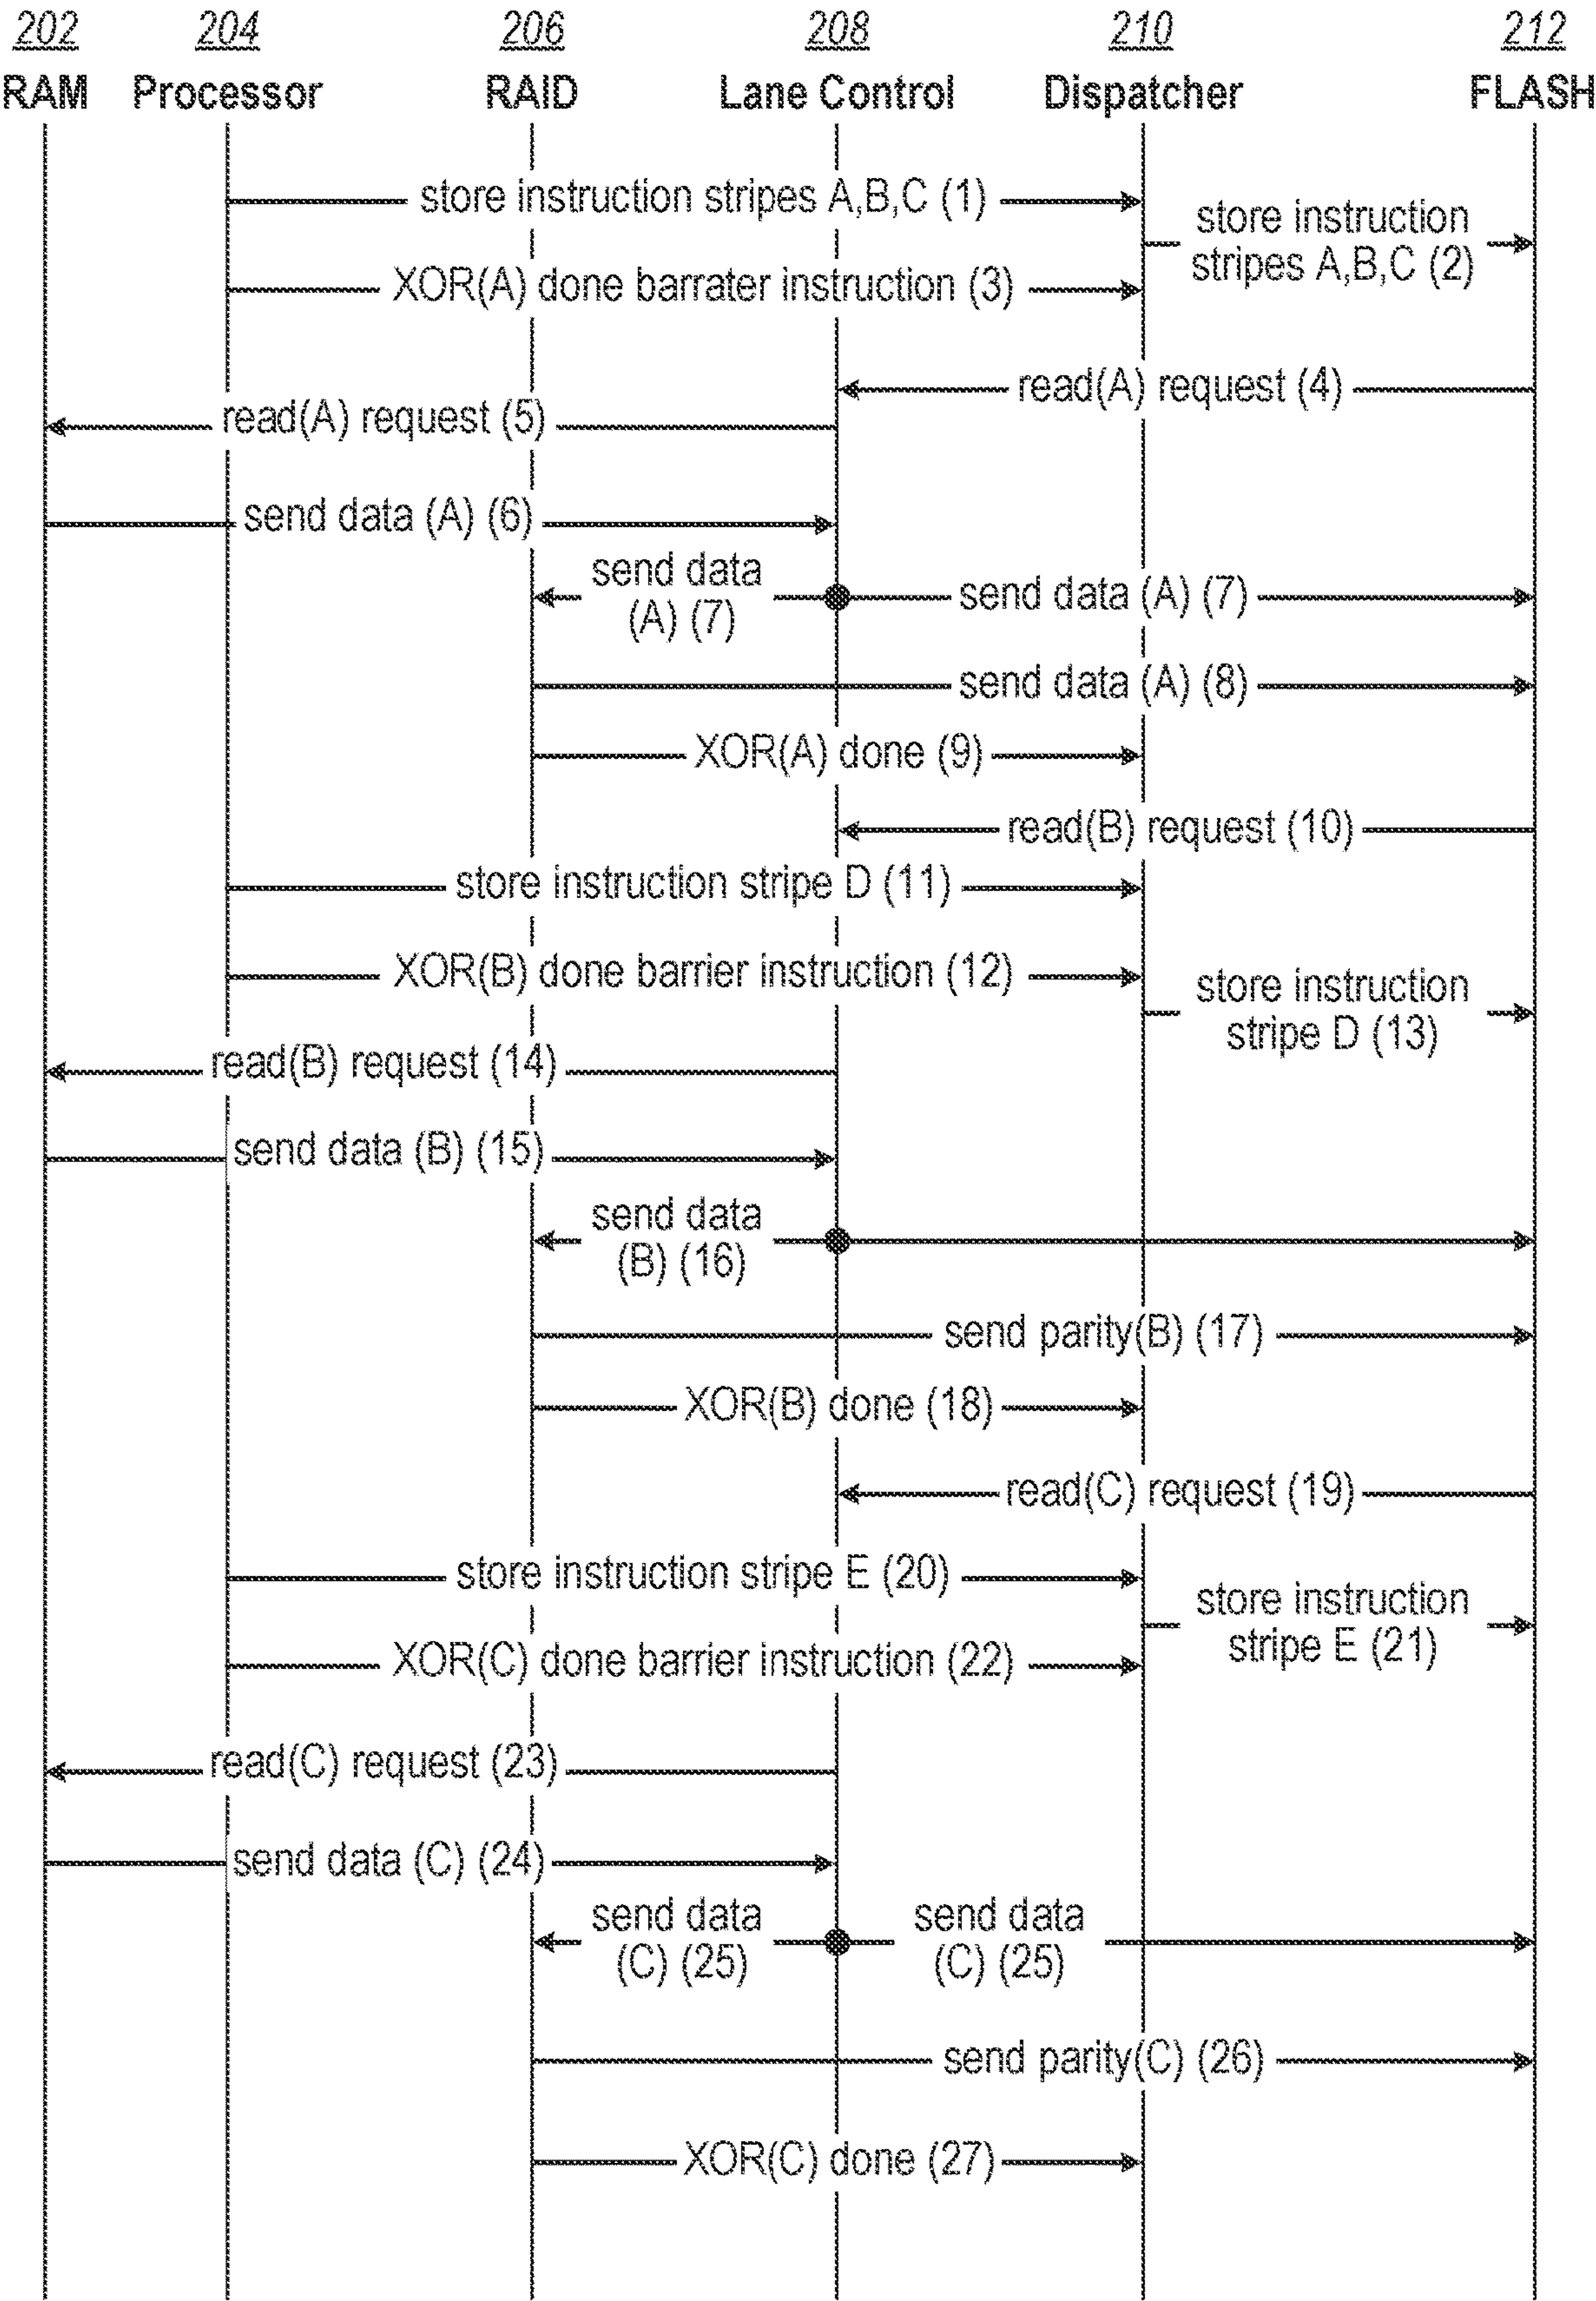 202 204 206 208 210 212
RAM Processor RAID Lane Control Dispatcher FLASH
store instruction stripes A,B,C (1)
store instruction
stripes A,B,C (2)
XOR(A) done barrater instruction (3)
read(A) request (4)
read(A) request (5)
send data (A) (6)
send data
(A) (7)
send data (A) (7)
send data (A) (8)
XOR(A) done (9)
read(B) request (10)
store instruction stripe D (11)
XOR(B) done barrier instruction (12)
store instruction
stripe D (13)
read(B) request (14)
send data (B) (15)
send data
(B) (16)
send parity(B) (17)
XOR(B) done (18)
read(C) request (19)
store instruction stripe E (20)
store instruction
stripe E (21)
XOR(C) done barrier instruction (22)
read(C) request (23)
send data (C) (24)
send data
(C) (25)
send data
(C) (25)
send parity(C) (26)
XOR(C) done (27)